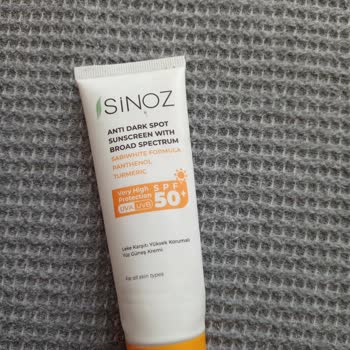 SiNOZ
ANTI DARK SPOT
SUNSCREEN WITH
BROAD SPECTRUM
SABIWHITE FORMULA
PANTHENOL
TURMERIC
Very High
Protection
UVA UVB
SPF
50+
Leke Karşıtı Yüksek Korumalı
Yüz Güneş Kremi
For all skin types